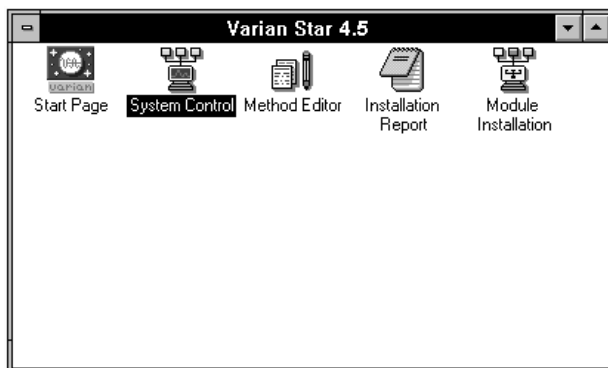 Varian Star 4.5
varian
Start Page
System Control
Method Editor
Installation
Report
Module
Installation